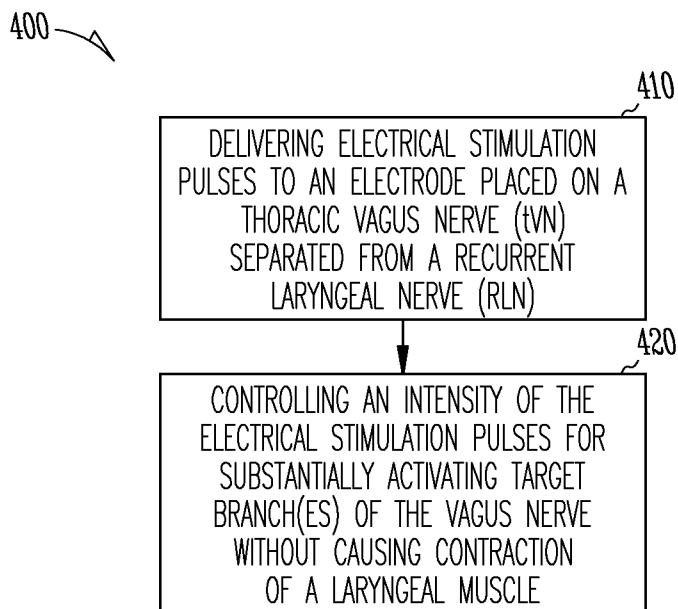 400
410
DELIVERING ELECTRICAL STIMULATION
PULSES TO AN ELECTRODE PLACED ON A
THORACIC VAGUS NERVE (tVN)
SEPARATED FROM A RECURRENT
LARYNGEAL NERVE (RLN)
420
CONTROLLING AN INTENSITY OF THE
ELECTRICAL STIMULATION PULSES FOR
SUBSTANTIALLY ACTIVATING TARGET
BRANCH(ES) OF THE VAGUS NERVE
WITHOUT CAUSING CONTRACTION
OF A LARYNGEAL MUSCLE